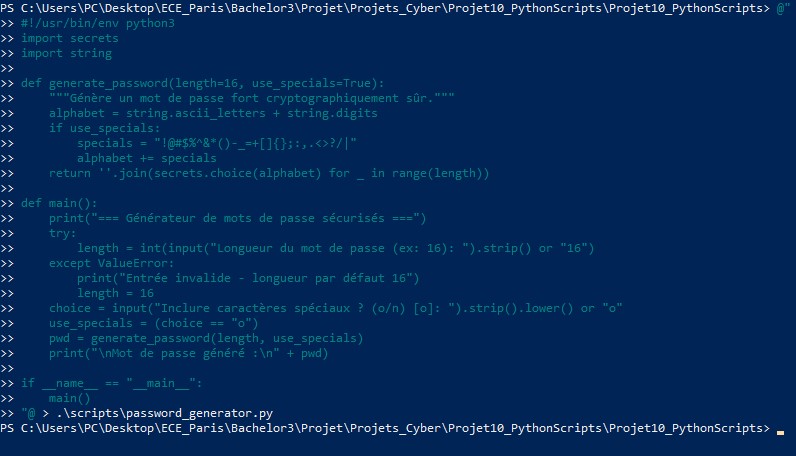 PS C:\Users\PC\Desktop\ECE_Paris\Bachelor3\Projet\Projets_Cyber\Projet10_PythonScripts\Projet10_PythonScripts> @"
>> #!/usr/bin/env python3
>> import secrets
>> import string
>>
>> def generate_password(length=16, use_specials=True):
>>     """Génère un mot de passe fort cryptographiquement sûr."""
>>     alphabet = string.ascii_letters + string.digits
>>     if use_specials:
>>         specials = "!@#$%^&*()-_=+[]{};:,.<>?/|"
>>         alphabet += specials
>>     return ''.join(secrets.choice(alphabet) for _ in range(length))
>>
>> def main():
>>     print("=== Générateur de mots de passe sécurisés ===")
>>     try:
>>         length = int(input("Longueur du mot de passe (ex: 16): ").strip() or "16")
>>     except ValueError:
>>         print("Entrée invalide - longueur par défaut 16")
>>         length = 16
>>     choice = input("Inclure caractères spéciaux ? (o/n) [o]: ").strip().lower() or "o"
>>     use_specials = (choice == "o")
>>     pwd = generate_password(length, use_specials)
>>     print("\nMot de passe généré :\n" + pwd)
>>
>> if __name__ == "__main__":
>>     main()
>> "@ > .\scripts\password_generator.py
PS C:\Users\PC\Desktop\ECE_Paris\Bachelor3\Projet\Projets_Cyber\Projet10_PythonScripts\Projet10_PythonScripts>